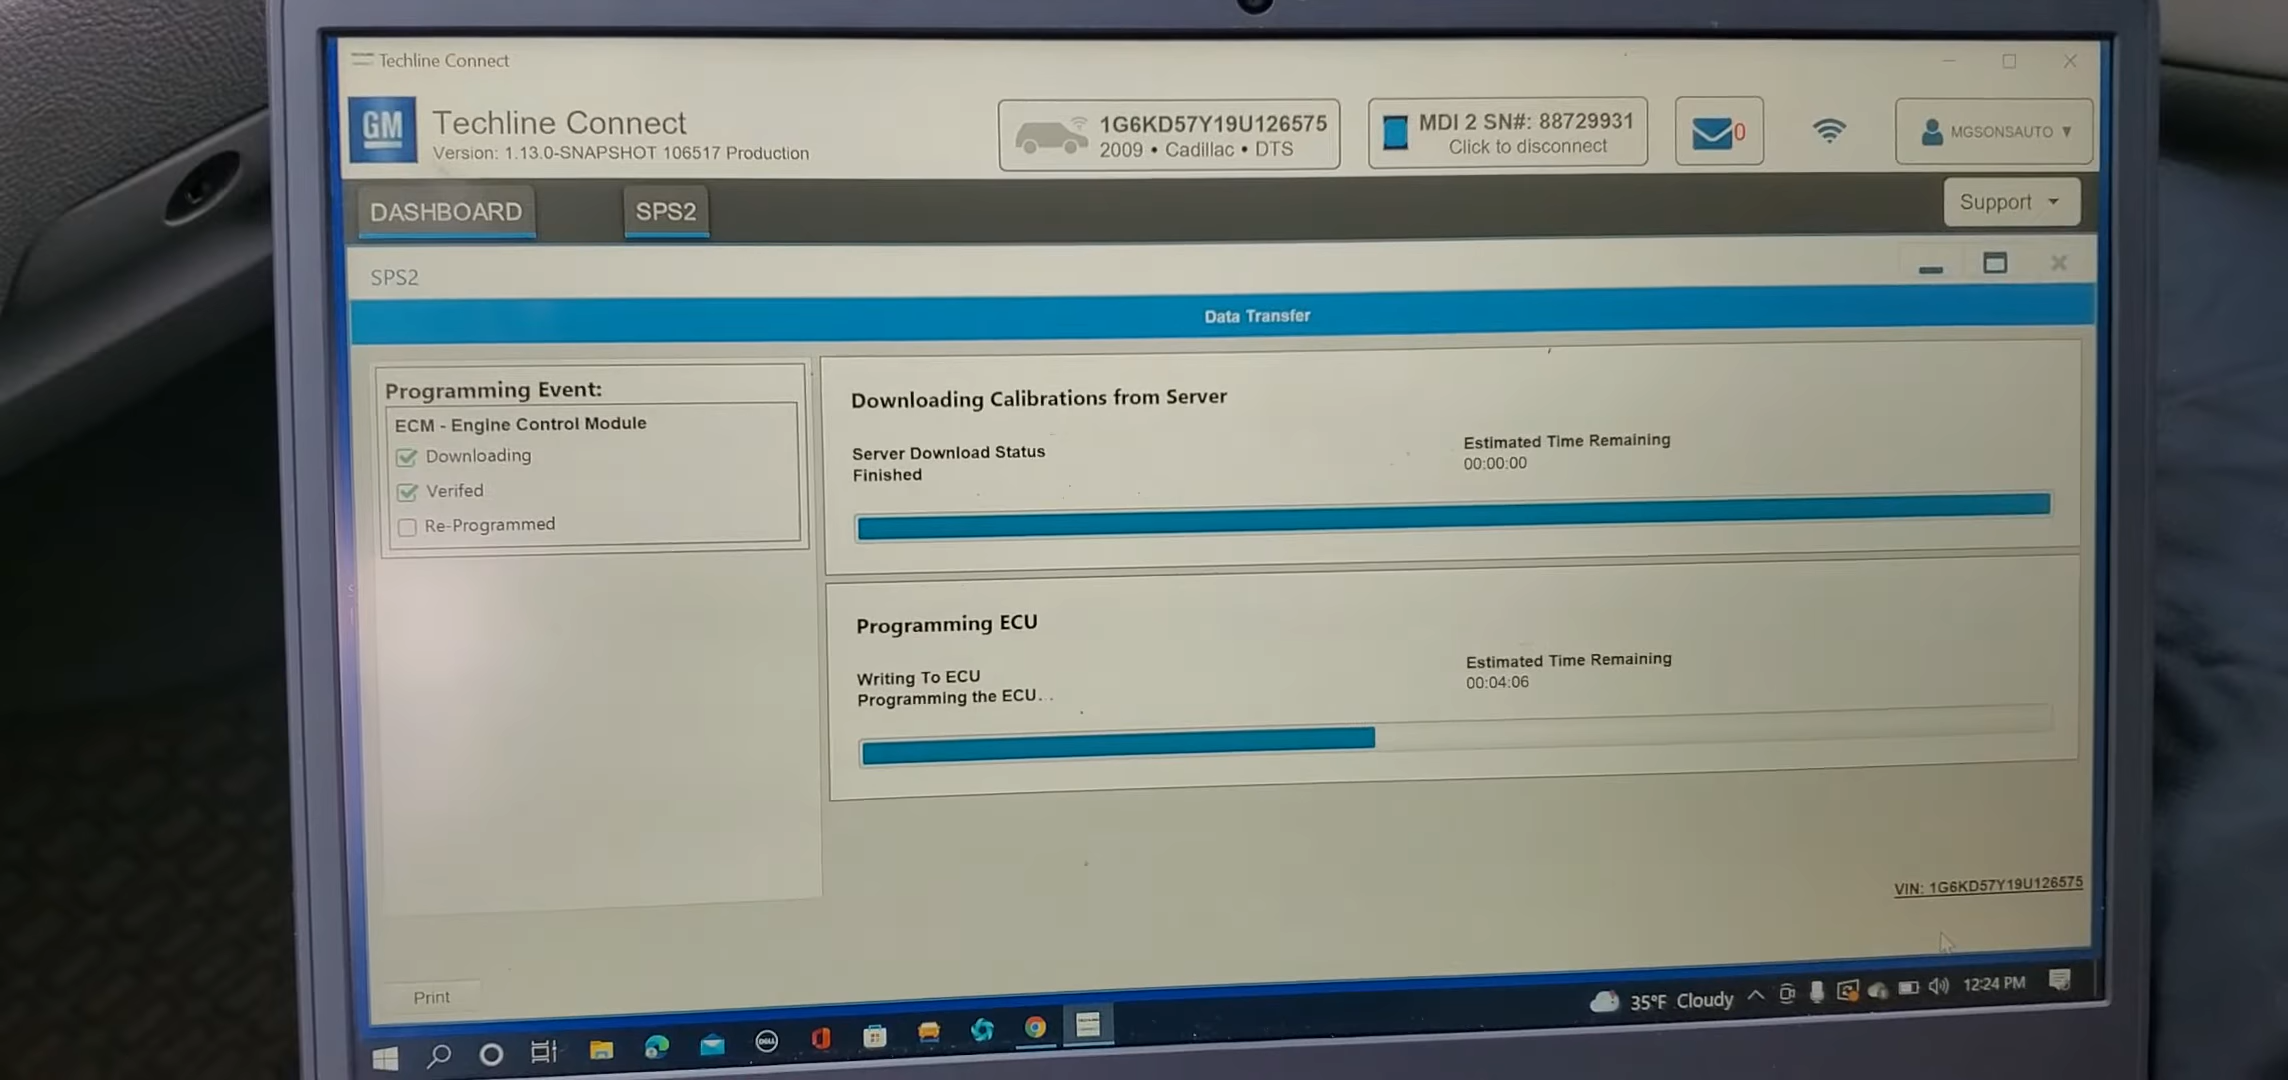 Techline Connect
GM
Techline Connect
Version: 1.13.0-SNAPSHOT 106517 Production
1G6KD57Y19U126575
2009 • Cadillac • DTS
MDI 2 SN#: 88729931
Click to disconnect
0
MGSONSAUTO
DASHBOARD
SPS2
Support
SPS2
Data Transfer
Programming Event:
ECM - Engine Control Module
Downloading
Verifed
Re-Programmed
Downloading Calibrations from Server
Server Download Status
Finished
Estimated Time Remaining
00:00:00
Programming ECU
Writing To ECU
Programming the ECU...
Estimated Time Remaining
00:04:06
VIN: 1G6KD57Y19U126575
Print
DELL
35°F Cloudy
12:24 PM